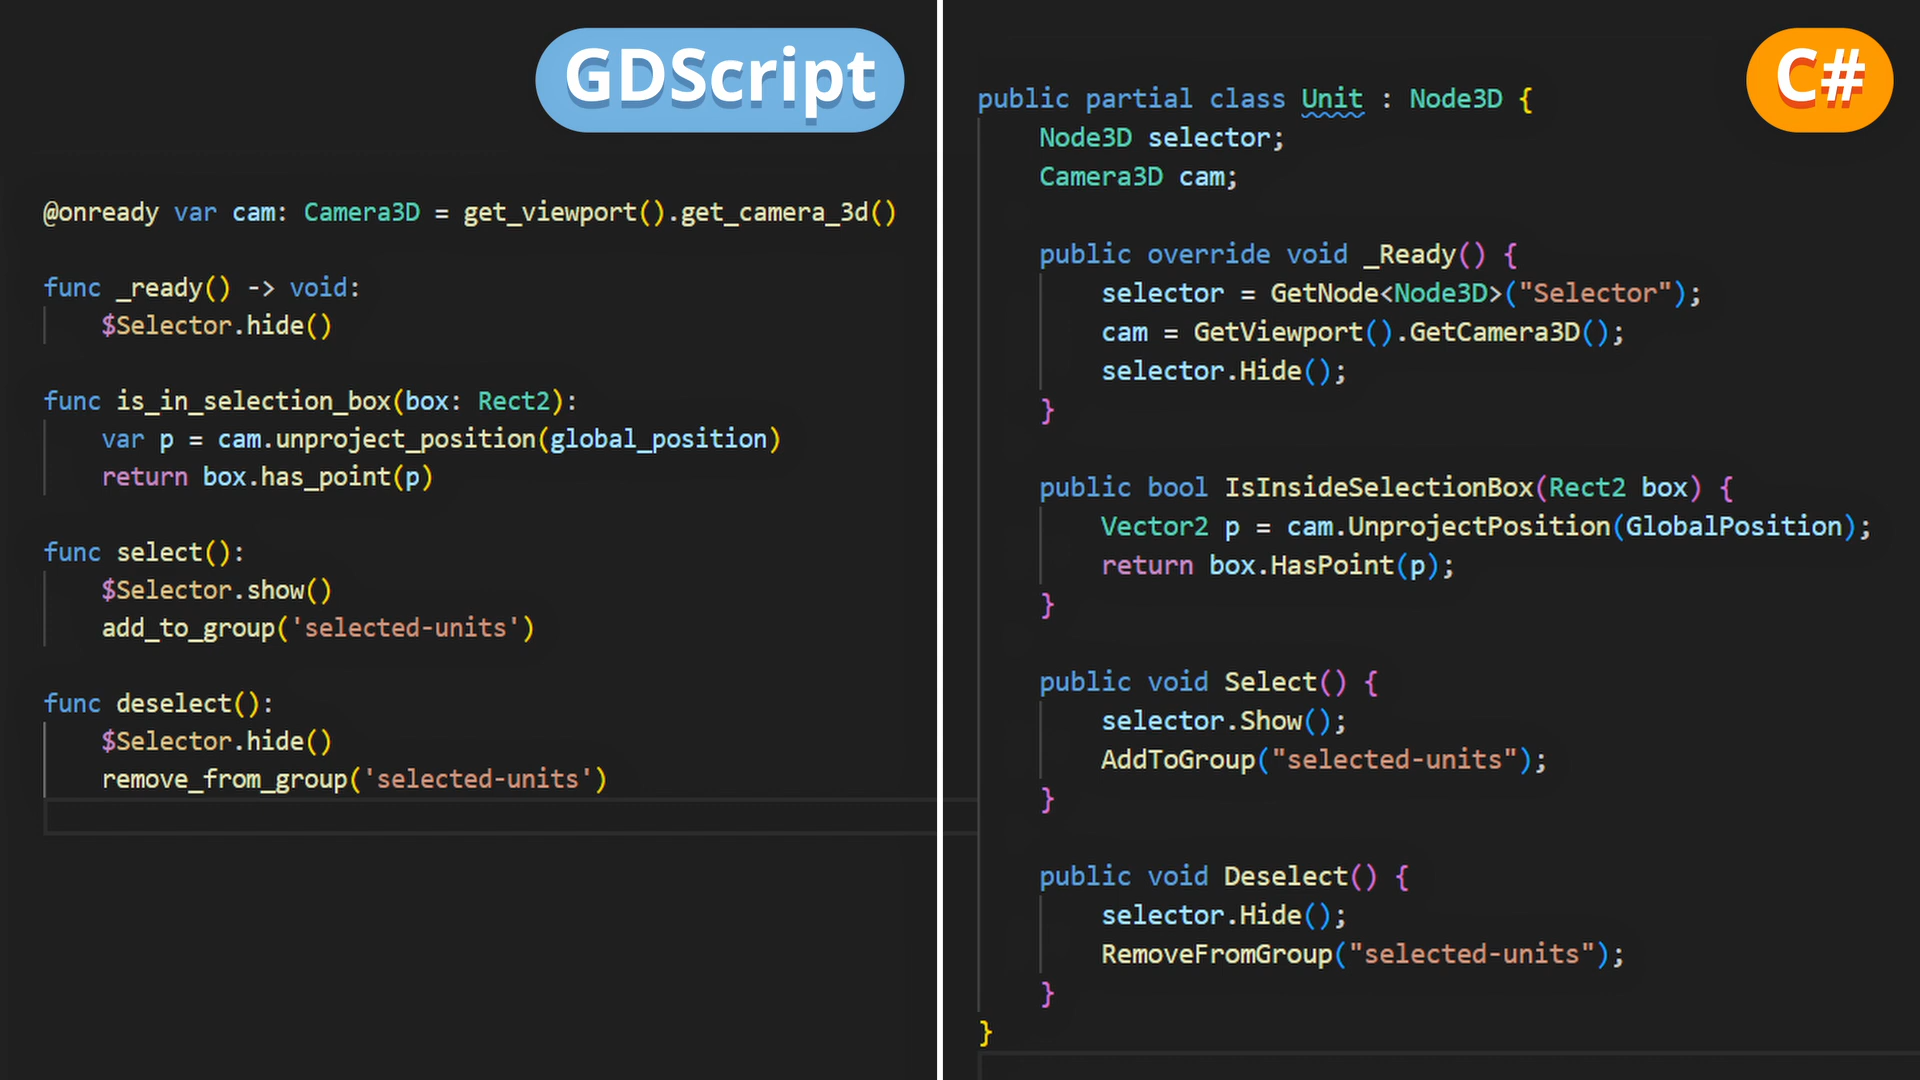 GDScript
@onready var cam: Camera3D = get_viewport().get_camera_3d()
func _ready() -> void:
    $Selector.hide()
func is_in_selection_box(box: Rect2):
    var p = cam.unproject_position(global_position)
    return box.has_point(p)
func select():
    $Selector.show()
    add_to_group('selected-units')
func deselect():
    $Selector.hide()
    remove_from_group('selected-units')
C#
public partial class Unit : Node3D {
    Node3D selector;
    Camera3D cam;
    public override void _Ready() {
        selector = GetNode<Node3D>("Selector");
        cam = GetViewport().GetCamera3D();
        selector.Hide();
    }
    public bool IsInsideSelectionBox(Rect2 box) {
        Vector2 p = cam.UnprojectPosition(GlobalPosition);
        return box.HasPoint(p);
    }
    public void Select() {
        selector.Show();
        AddToGroup("selected-units");
    }
    public void Deselect() {
        selector.Hide();
        RemoveFromGroup("selected-units");
    }
}